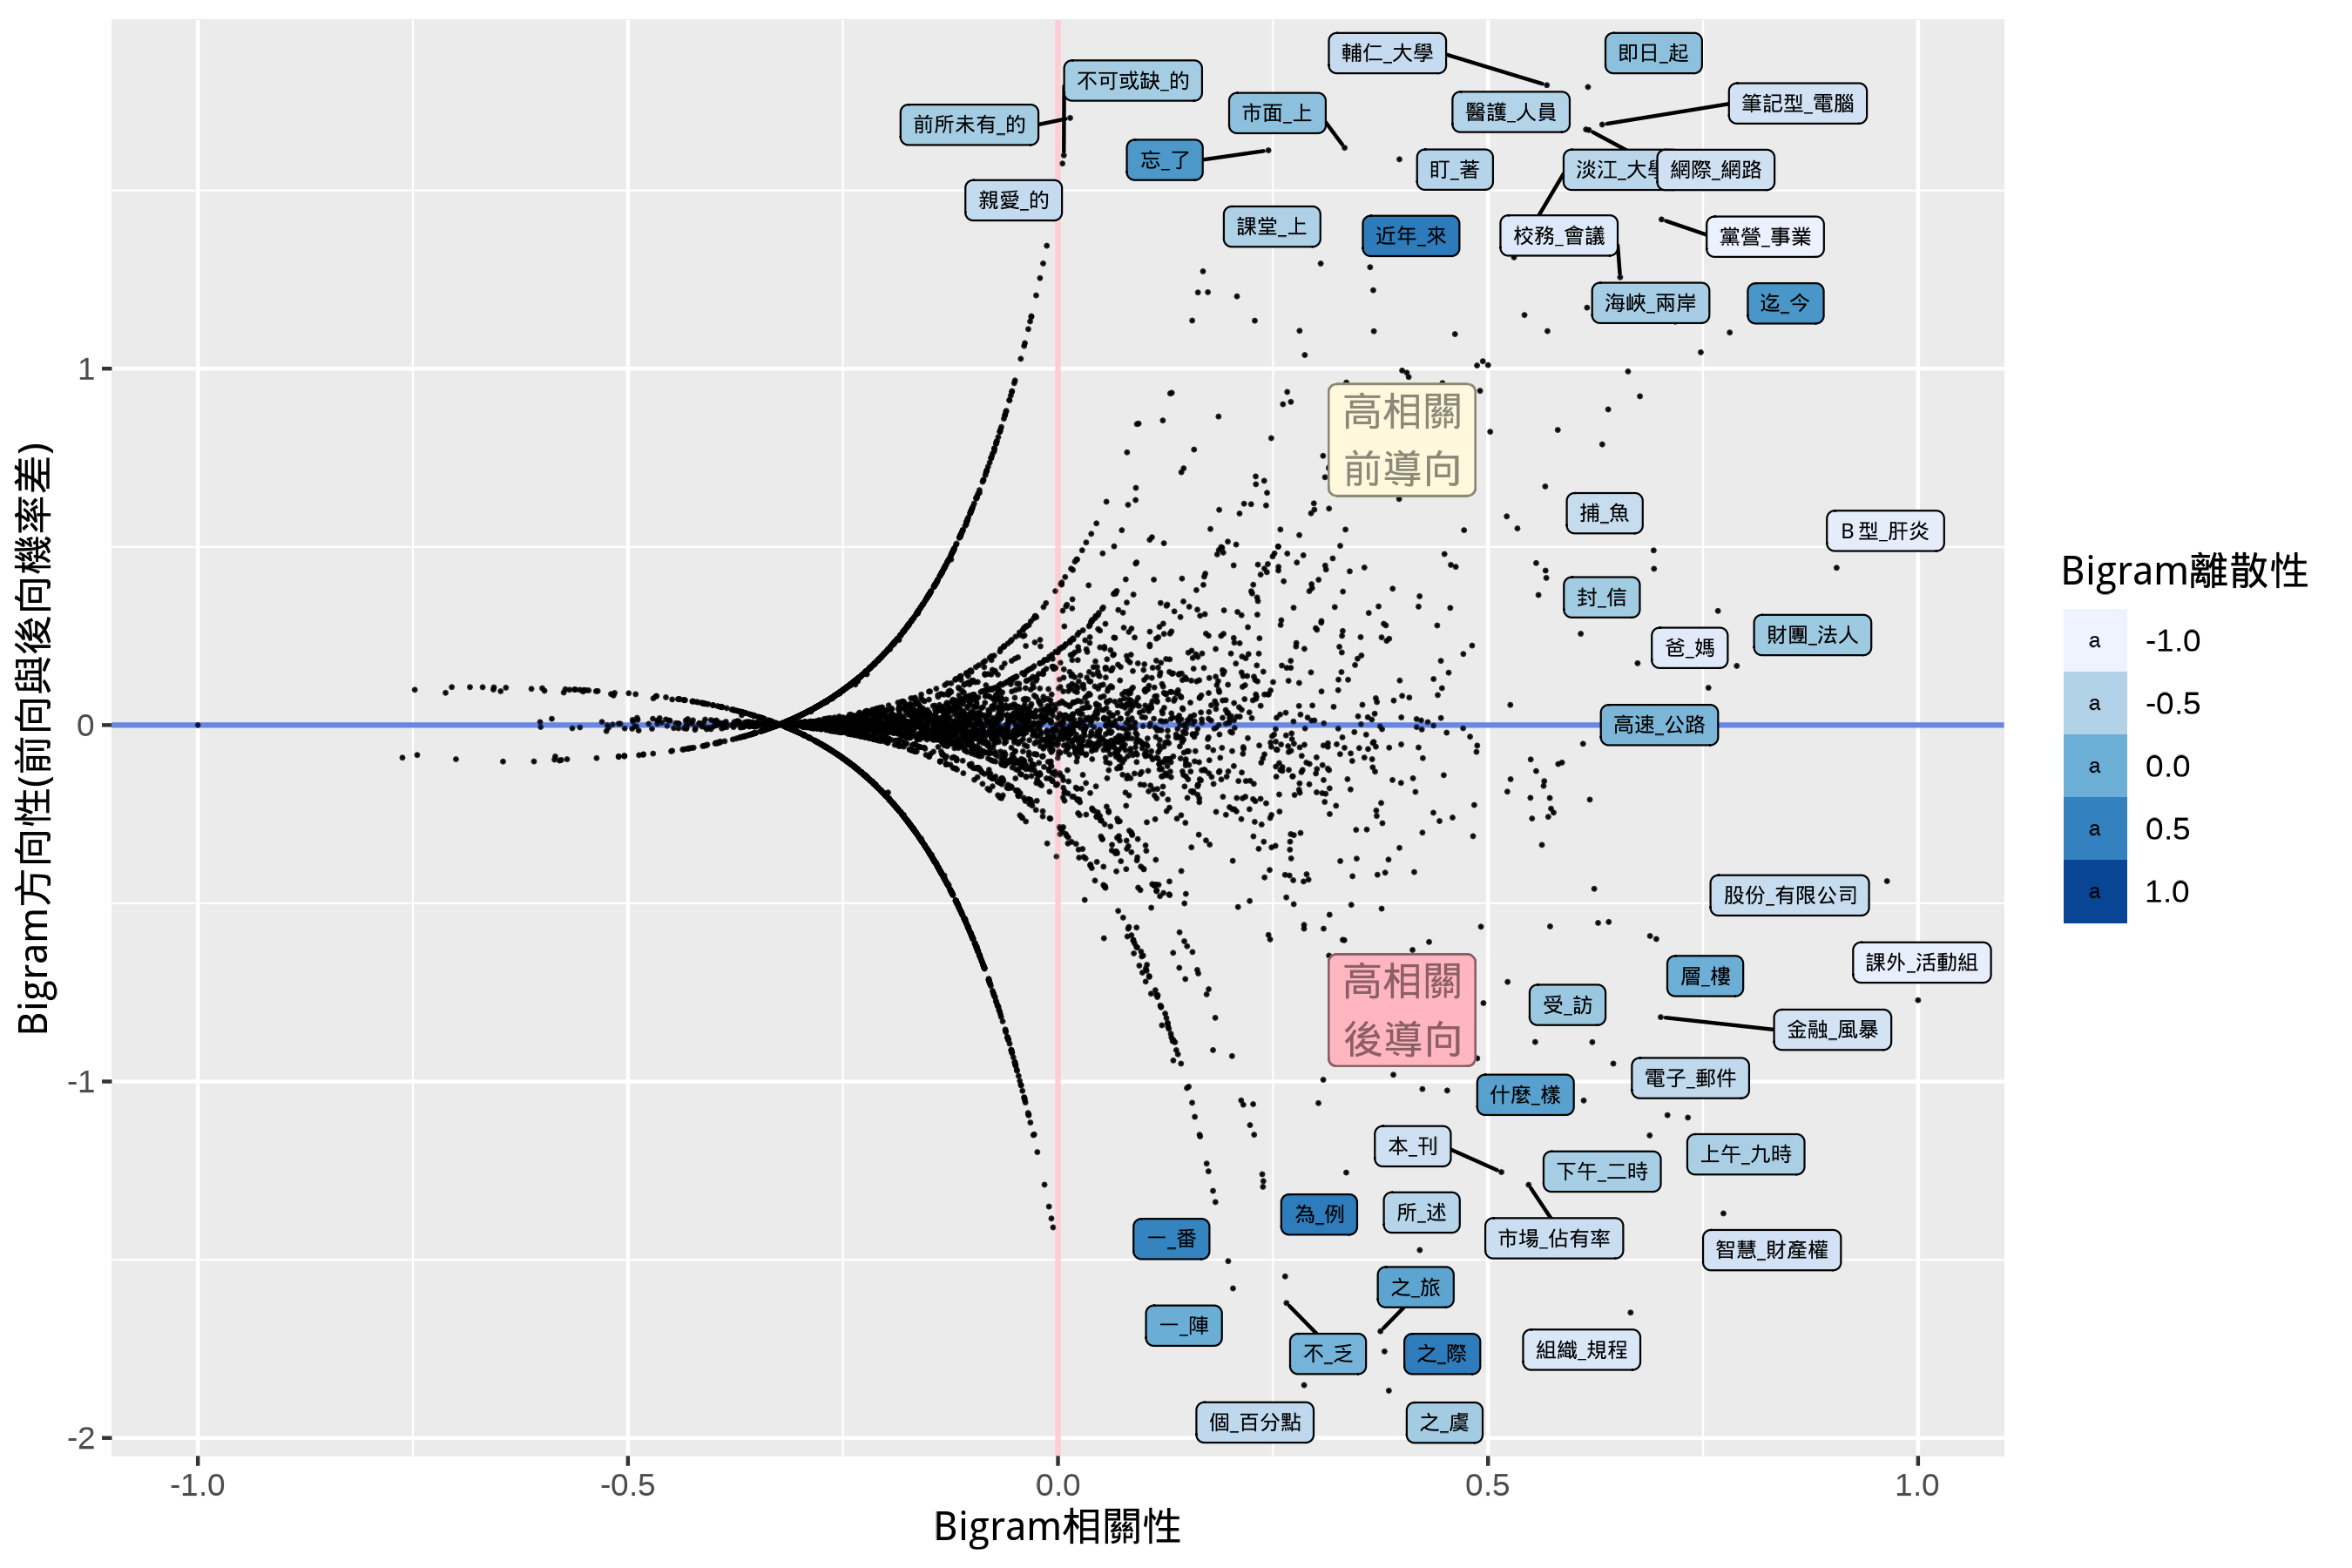 輔仁_大學
即日_起
不可或缺_的
市面_上
醫護_人員
筆記型_電腦
前所未有_的
忘_了
盯_著
淡江_大學
網際_網路
親愛_的
課堂_上
近年_來
校務_會議
黨營_事業
海峽_兩岸
迄_今
1
高相關
前導向
捕_魚
B型_肝炎
封_信
財團_法人
爸_媽
0
高速_公路
股份_有限公司
課外_活動組
層_樓
高相關
後導向
受_訪
金融_風暴
-1
電子_郵件
什麼_樣
本_刊
上午_九時
下午_二時
為_例
所_述
一_番
市場_佔有率
智慧_財產權
之_旅
一_陣
不_乏
之_際
組織_規程
個_百分點
之_虞
-2
-1.0
-0.5
0.0
0.5
1.0
Bigram相關性
Bigram方向性(前向與後向機率差)
Bigram離散性
a -1.0
a -0.5
a 0.0
a 0.5
a 1.0